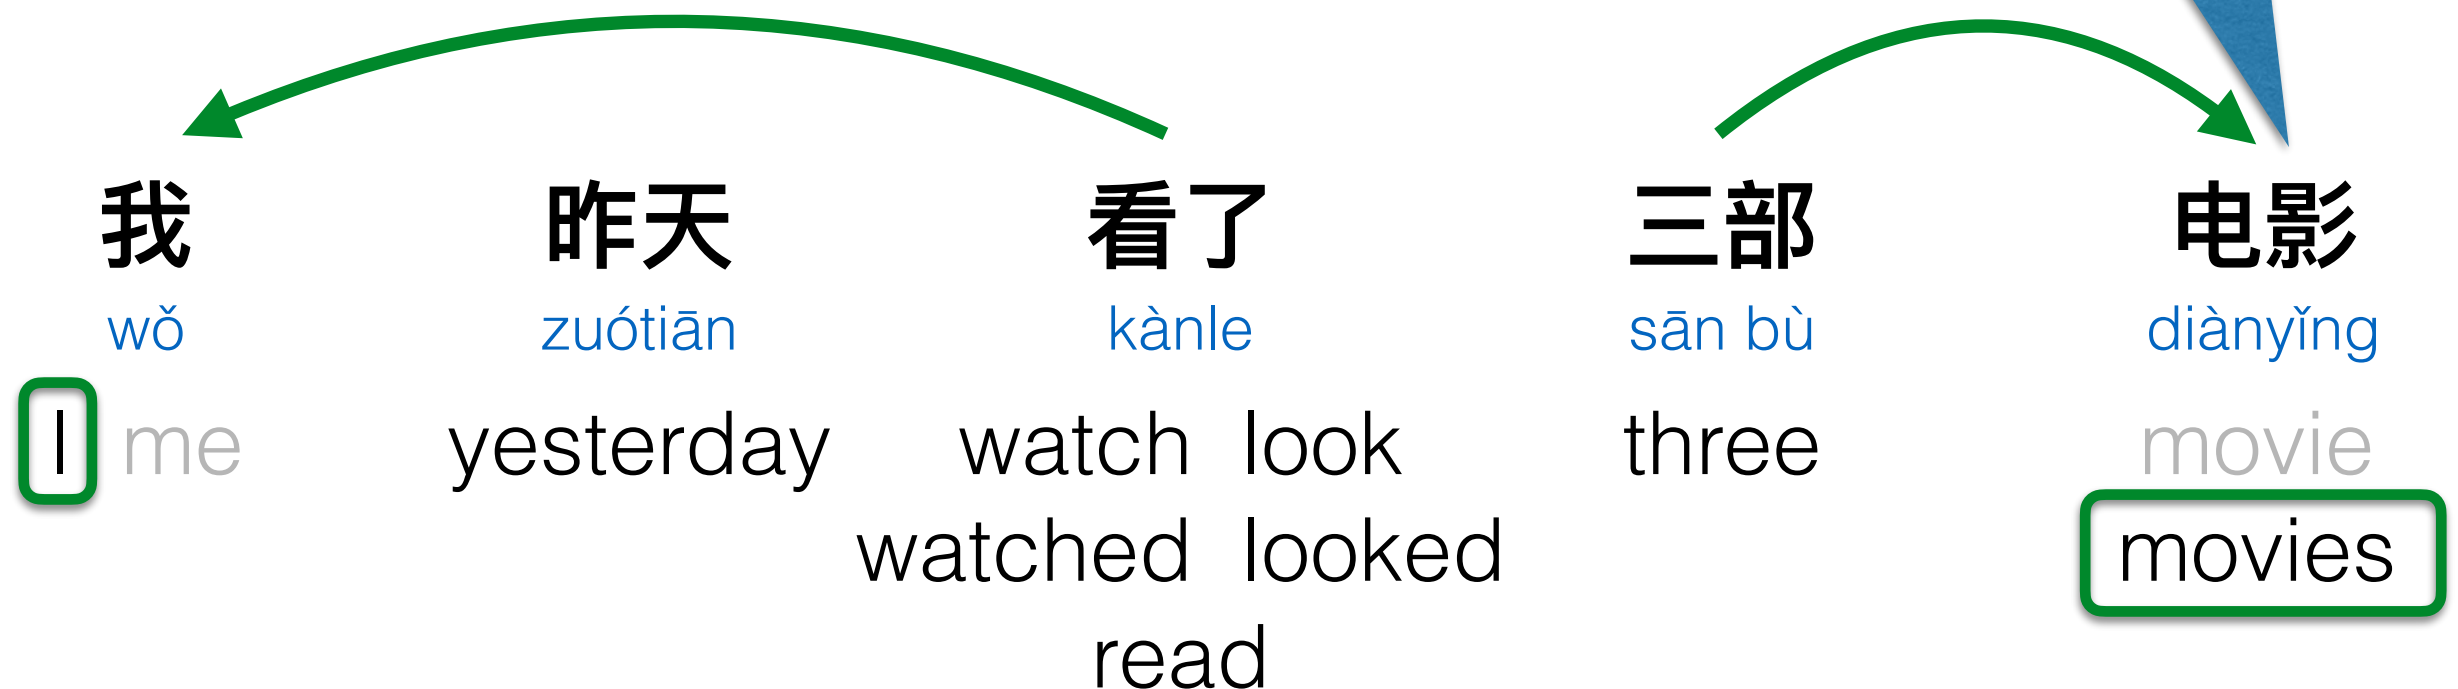 我 昨天 看了 三部 电影
wǒ zuótiān kànle sān bù diànyǐng
I me yesterday watch look three movie
watched looked movies
read